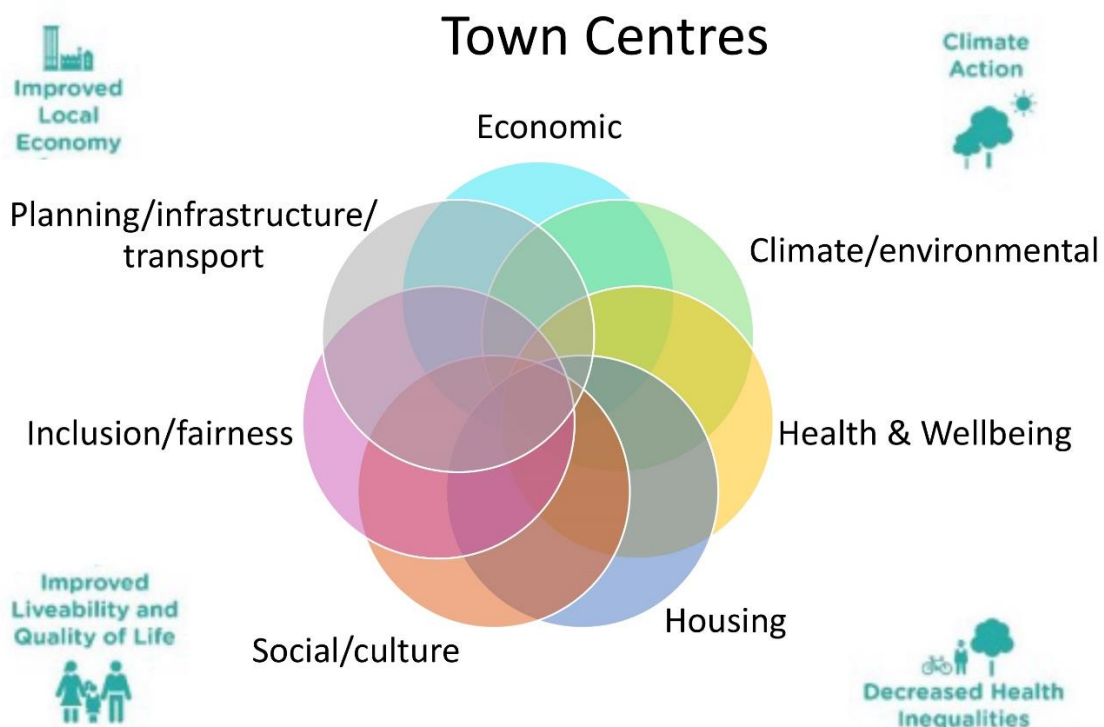 Town Centres
Improved
Local
Economy
Climate
Action
Economic
Planning/infrastructure/
transport
Climate/environmental
Inclusion/fairness
Health & Wellbeing
Improved
Liveability and
Quality of Life
Social/culture
Housing
Decreased Health
Inequalities